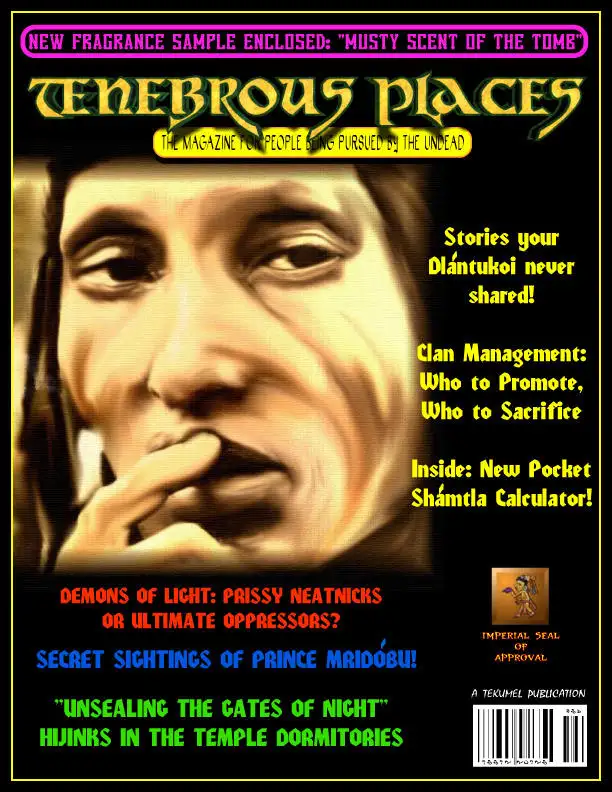 NEW FRAGRANCE SAMPLE ENCLOSED: "MUSTY SCENT OF THE TOMB"
TENEBROUS PLACES
THE MAGAZINE FOR PEOPLE BEING PURSUED BY THE UNDEAD
Stories your
Dlántukoi never
shared!
Clan Management:
Who to Promote,
Who to Sacrifice
Inside: New Pocket
Shámtla Calculator!
DEMONS OF LIGHT: PRISSY NEATNICKS
OR ULTIMATE OPPRESSORS?
SECRET SIGHTINGS OF PRINCE MRIDÓBU!
"UNSEALING THE GATES OF NIGHT"
HIJINKS IN THE TEMPLE DORMITORIES
IMPERIAL SEAL
OF
APPROVAL
A TEKUMEL PUBLICATION